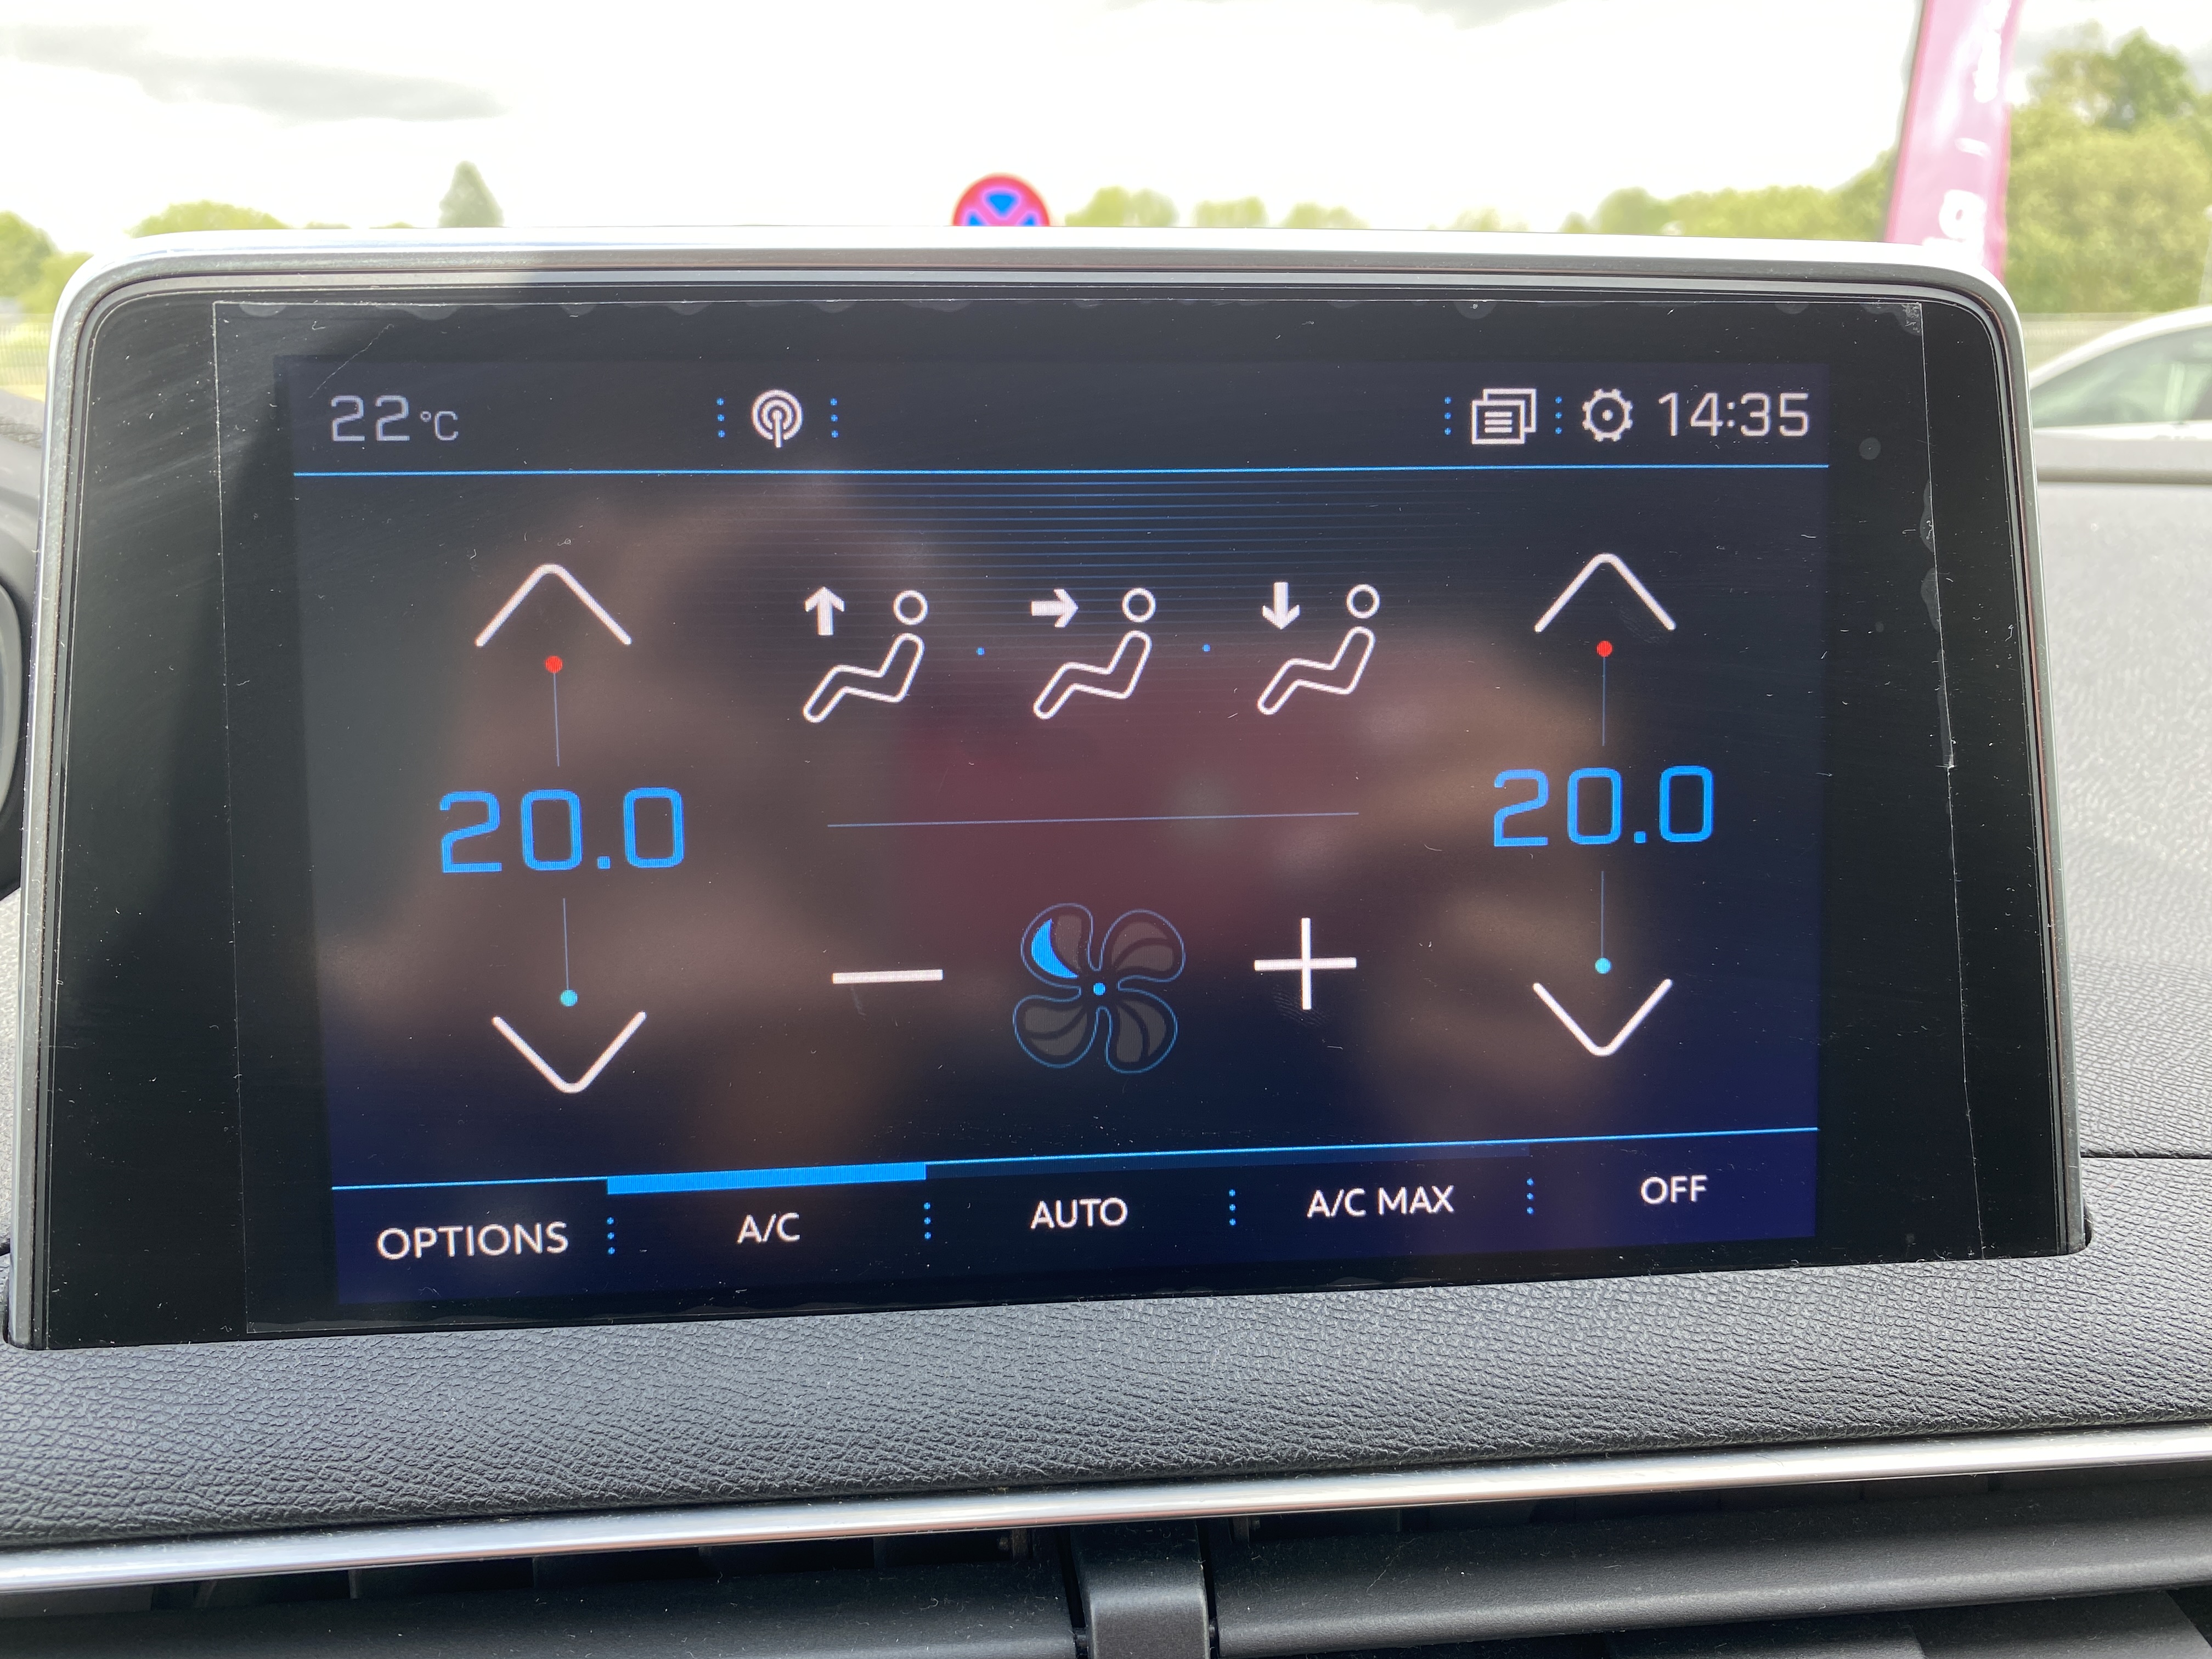 22 °C
14:35
20.0
20.0
OPTIONS
A/C
AUTO
A/C MAX
OFF